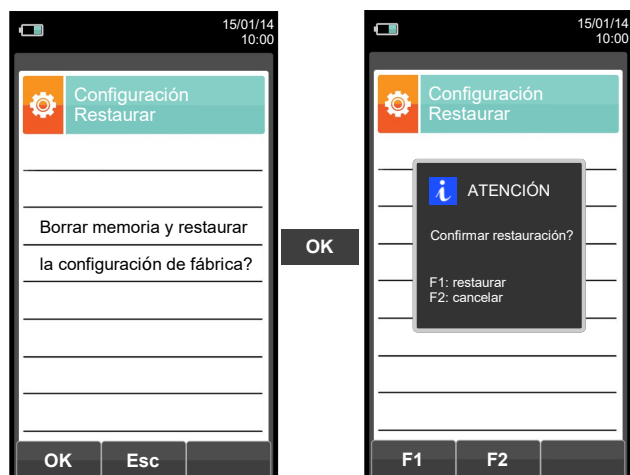 15/01/14
10:00
Configuración
Restaurar
Borrar memoria y restaurar
la configuración de fábrica?
OK
Esc
OK
15/01/14
10:00
Configuración
Restaurar
i ATENCIÓN
Confirmar restauración?
F1: restaurar
F2: cancelar
F1
F2